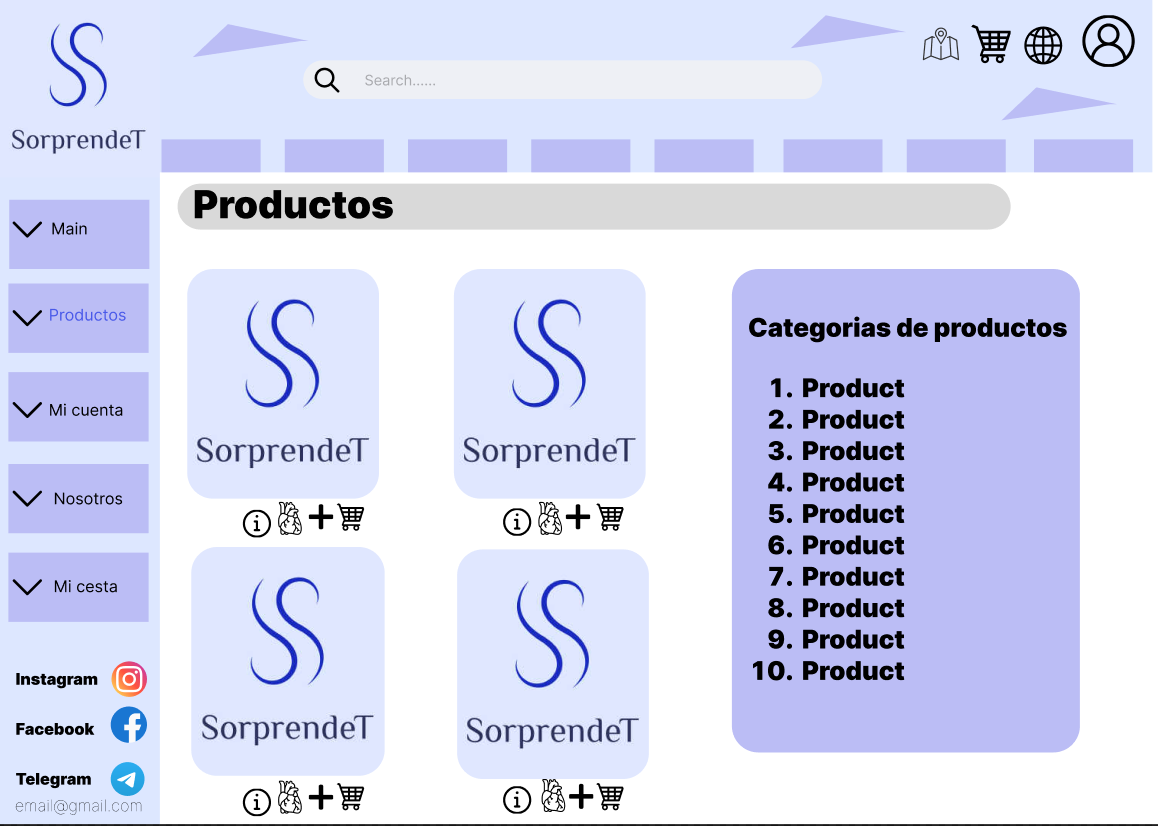 SorprendeT
Search......
Main
Productos
Mi cuenta
Nosotros
Mi cesta
Instagram
Facebook
Telegram
email@gmail.com
Productos
SorprendeT
SorprendeT
SorprendeT
SorprendeT
Categorias de productos
1. Product
2. Product
3. Product
4. Product
5. Product
6. Product
7. Product
8. Product
9. Product
10. Product